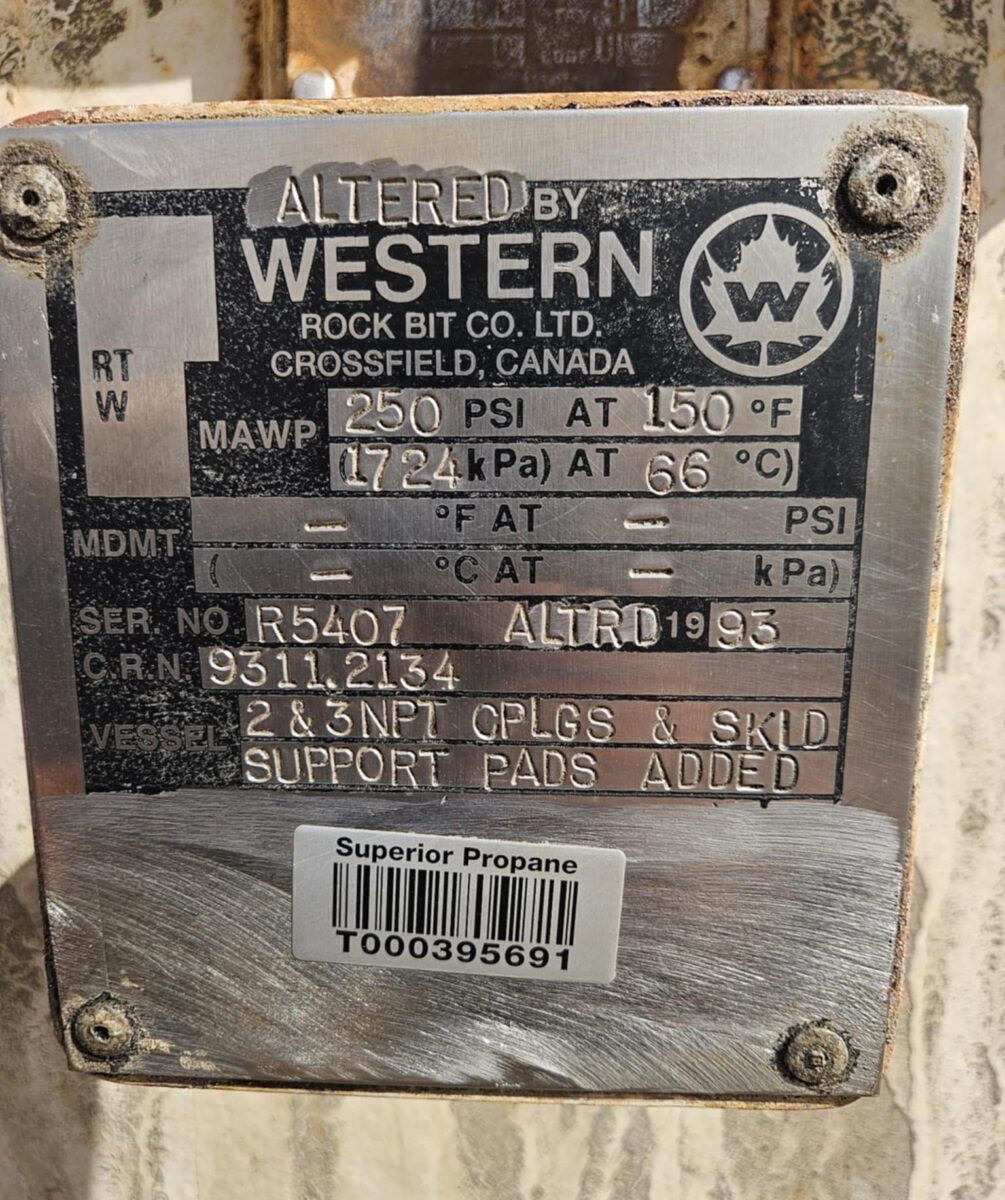 ALTERED BY
WESTERN
W
ROCK BIT CO. LTD.
CROSSFIELD, CANADA
RT
W
MAWP 250 PSI AT 150 °F
(1724 kPa) AT 66 °C)
MDMT — °F AT — PSI
( — °C AT — kPa)
SER. NO. R5407 ALTRD 19 93
C.R.N. 9311.2134
VESSEL 2 & 3 NPT CPLGS & SKID
SUPPORT PADS ADDED
Superior Propane
T000395691